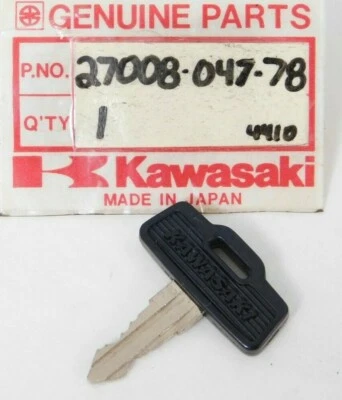 GENUINE PARTS
P.NO. 27008-047-78
Q'TY 1 4410
Kawasaki
MADE IN JAPAN
KAWASAKI